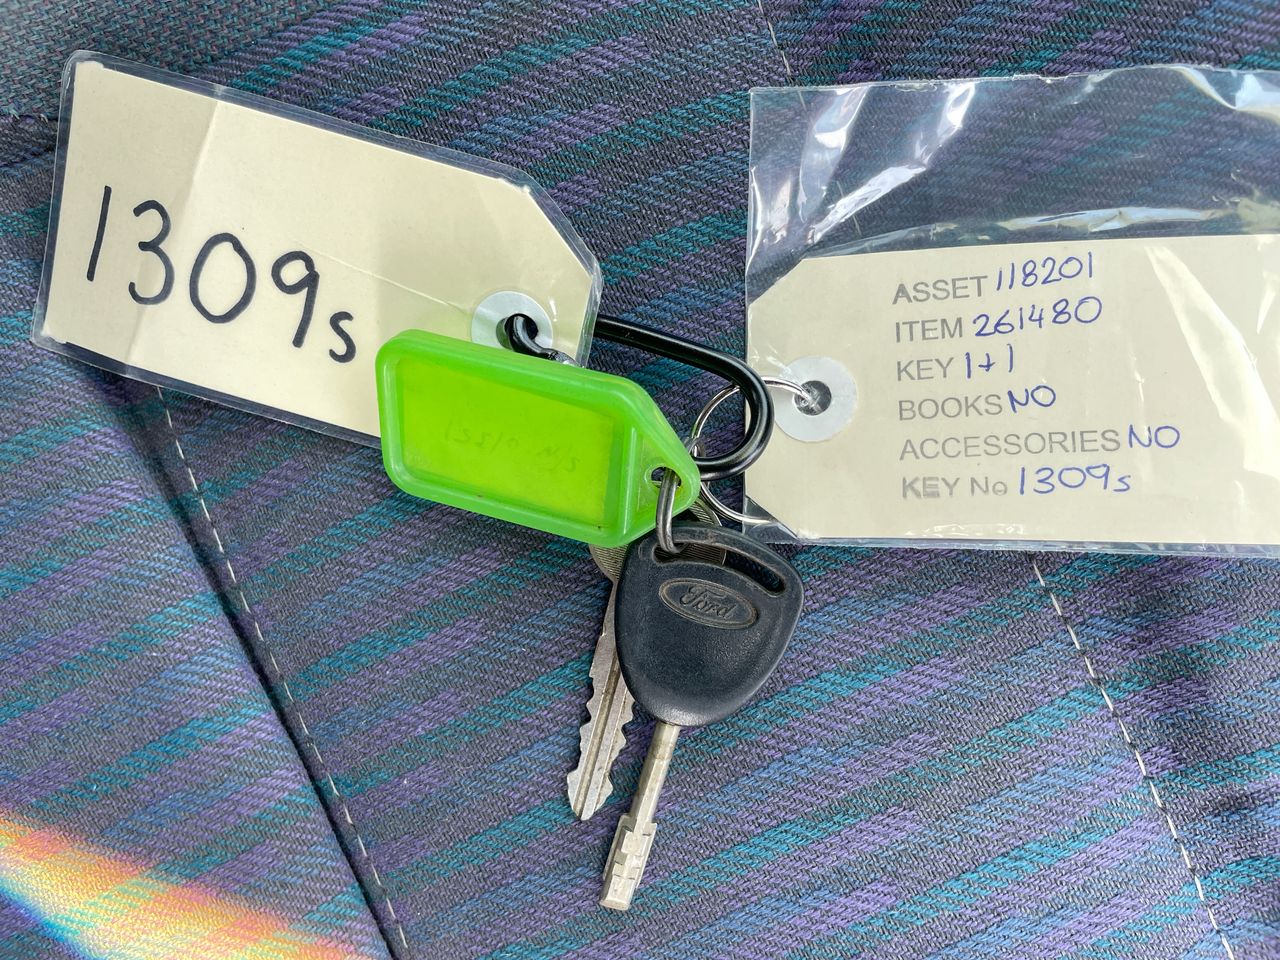 1309s
ASSET 118201
ITEM 261480
KEY 1+1
BOOKS NO
ACCESSORIES NO
KEY No 1309s
Ford